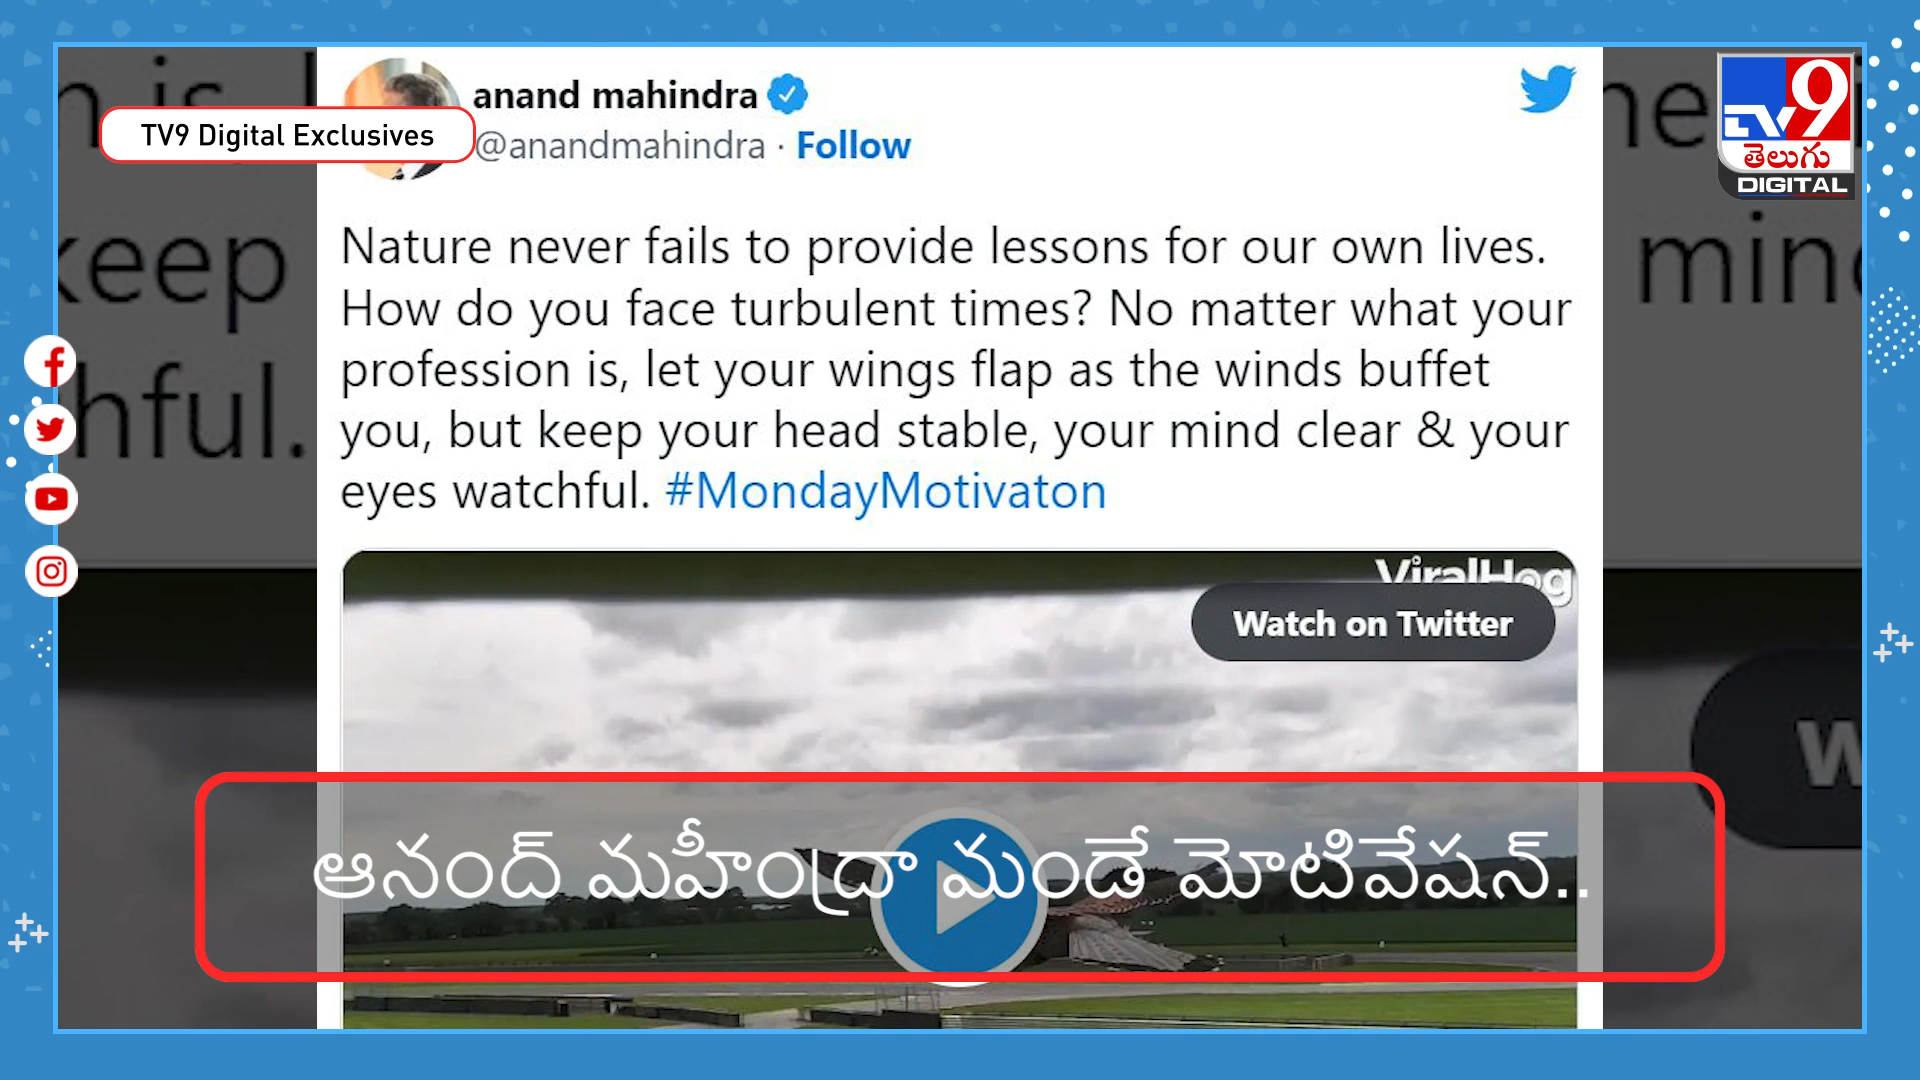 anand mahindra
@anandmahindra · Follow
TV9 Digital Exclusives
TV9
తెలుగు
DIGITAL
Nature never fails to provide lessons for our own lives.
How do you face turbulent times? No matter what your
profession is, let your wings flap as the winds buffet
you, but keep your head stable, your mind clear & your
eyes watchful. #MondayMotivaton
ViralHog
Watch on Twitter
ఆనంద్ మహీంద్రా మండే మోటివేషన్..
keep
hful.